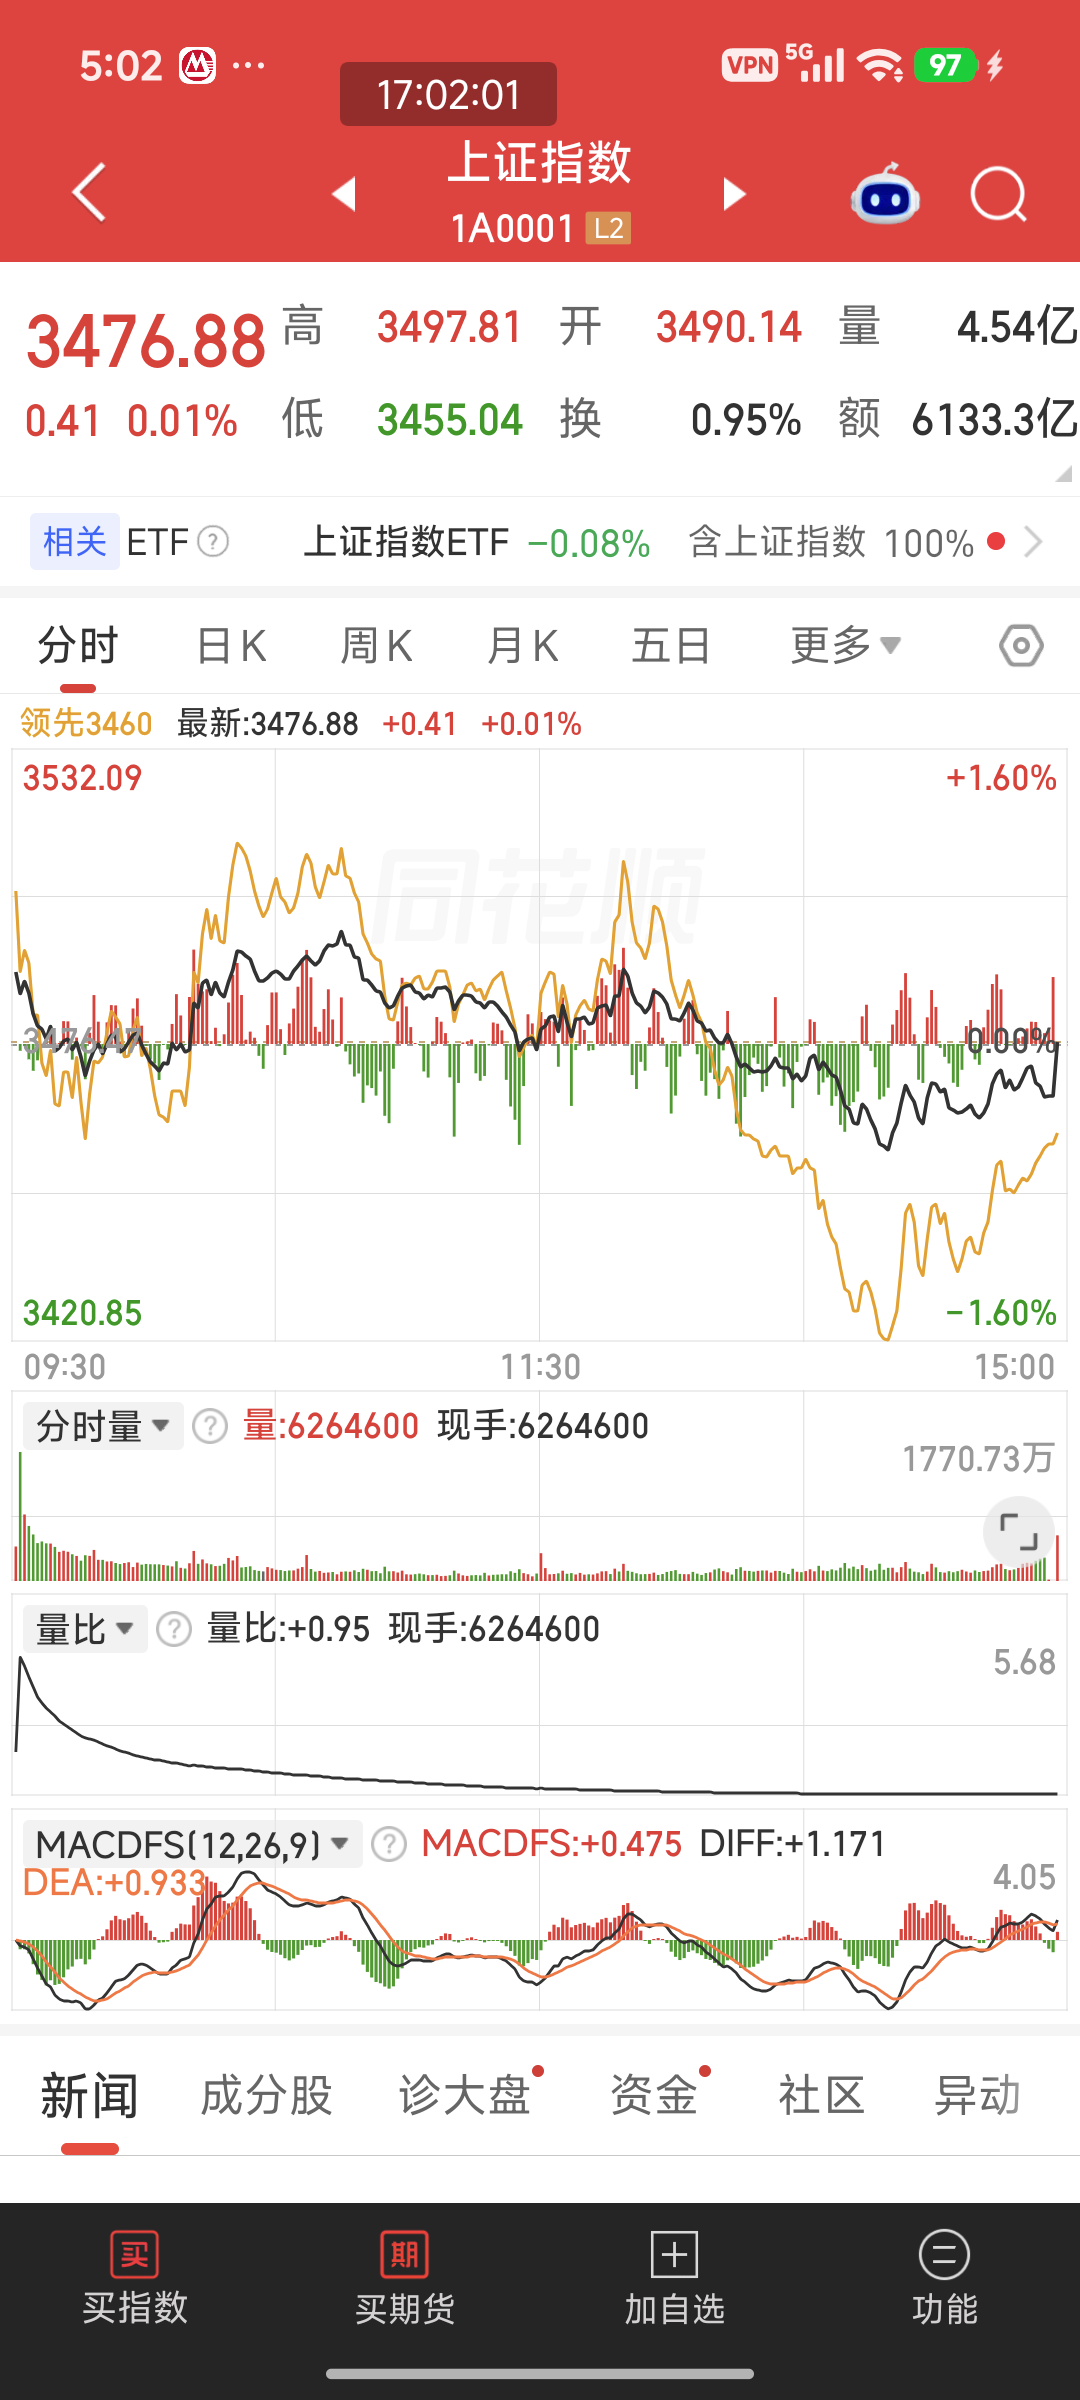 5:02 ··· VPN 5G 97
17:02:01
上证指数
1A0001 L2
3476.88 高 3497.81 开 3490.14 量 4.54亿
0.41 0.01% 低 3455.04 换 0.95% 额 6133.3亿
相关 ETF ? 上证指数ETF -0.08% 含上证指数 100%
分时 日K 周K 月K 五日 更多
领先3460 最新:3476.88 +0.41 +0.01%
3532.09 +1.60%
同花顺
3476.47 0.00%
3420.85 -1.60%
09:30 11:30 15:00
分时量 ? 量:6264600 现手:6264600
1770.73万
量比 ? 量比:+0.95 现手:6264600
5.68
MACDFS(12,26,9) ? MACDFS:+0.475 DIFF:+1.171
DEA:+0.933 4.05
新闻 成分股 诊大盘 资金 社区 异动
买 期
买指数 买期货 加自选 功能